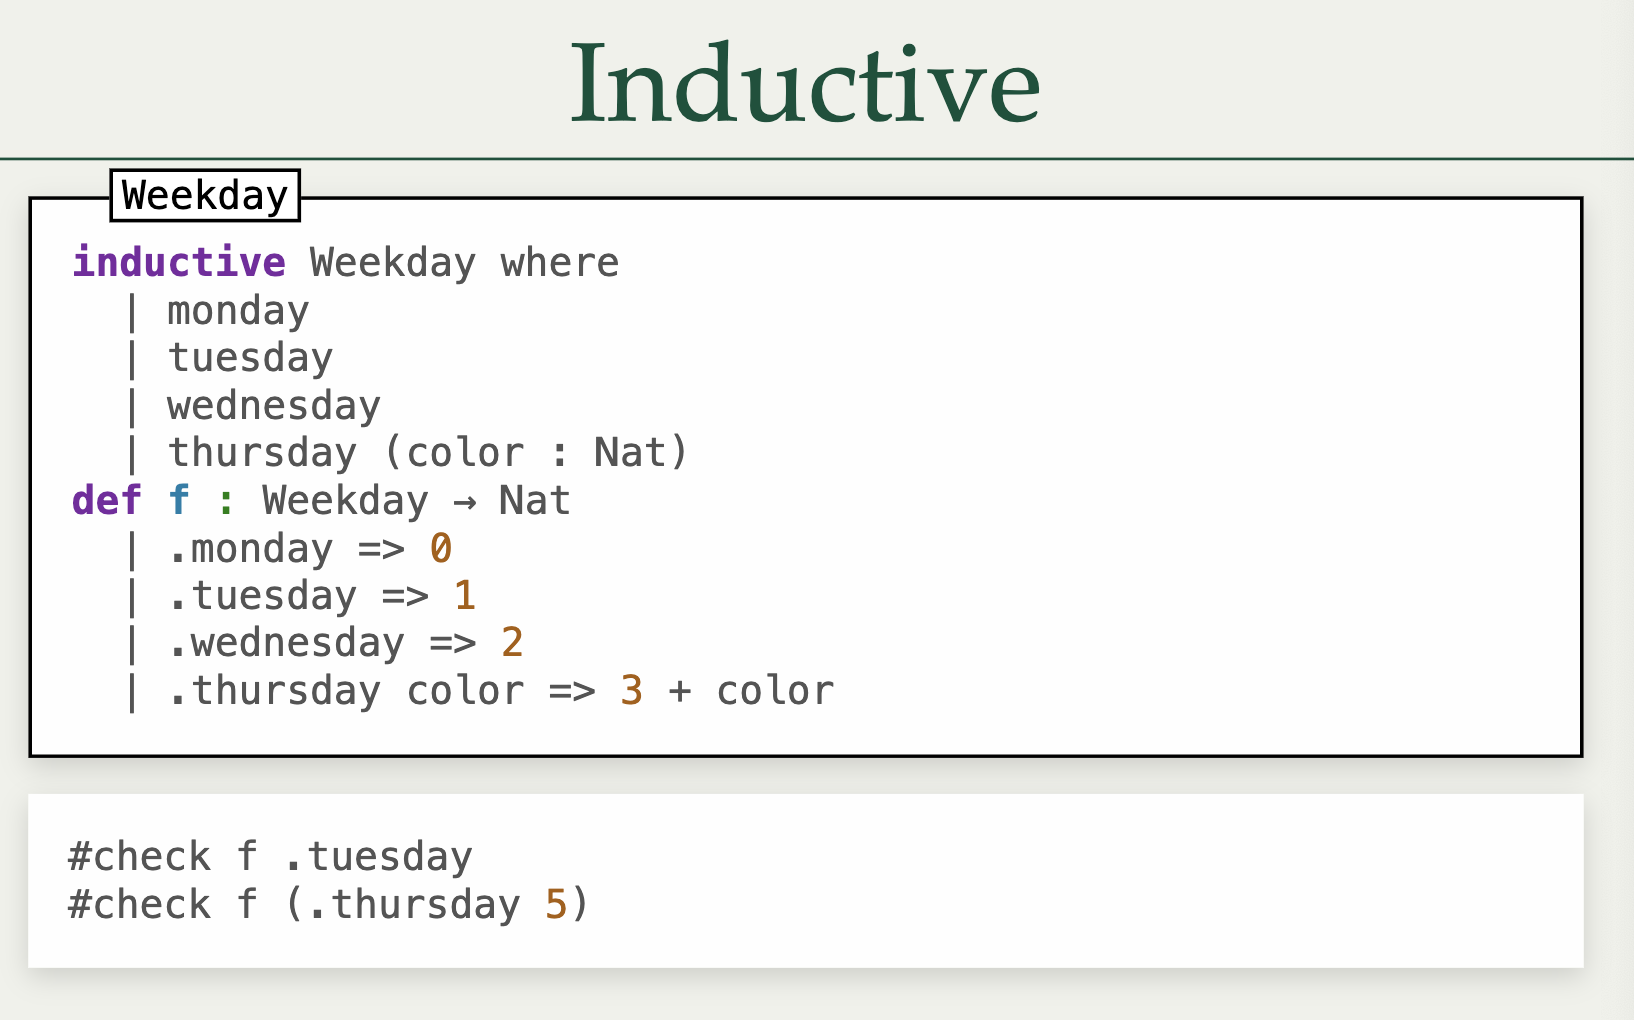 Inductive
Weekday
inductive Weekday where
  | monday
  | tuesday
  | wednesday
  | thursday (color : Nat)
def f : Weekday → Nat
  | .monday => 0
  | .tuesday => 1
  | .wednesday => 2
  | .thursday color => 3 + color
#check f .tuesday
#check f (.thursday 5)